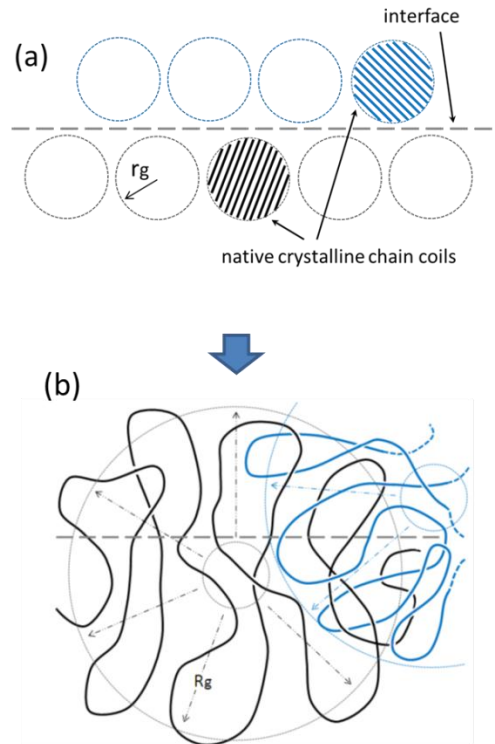 interface
(a)
rg
native crystalline chain coils
(b)
Rg